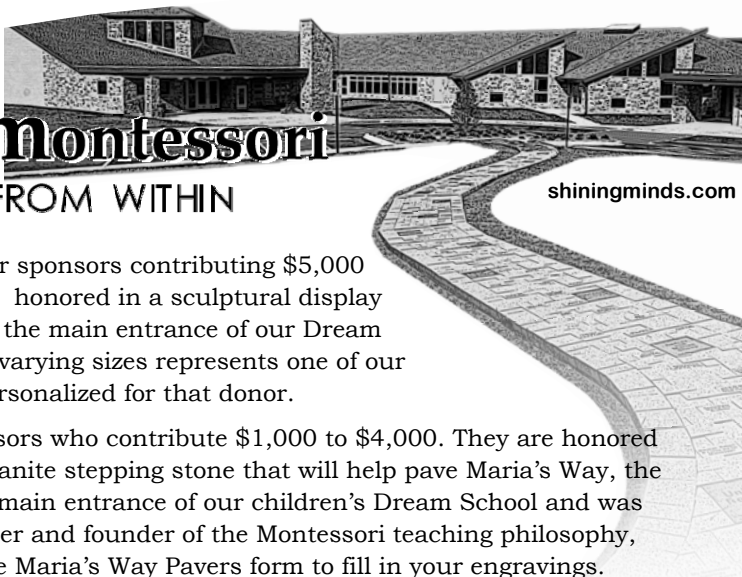 Montessori
FROM WITHIN
shiningminds.com
r sponsors contributing $5,000
honored in a sculptural display
the main entrance of our Dream
varying sizes represents one of our
rsonalized for that donor.
sors who contribute $1,000 to $4,000. They are honored
anite stepping stone that will help pave Maria’s Way, the
main entrance of our children’s Dream School and was
er and founder of the Montessori teaching philosophy,
e Maria’s Way Pavers form to fill in your engravings.